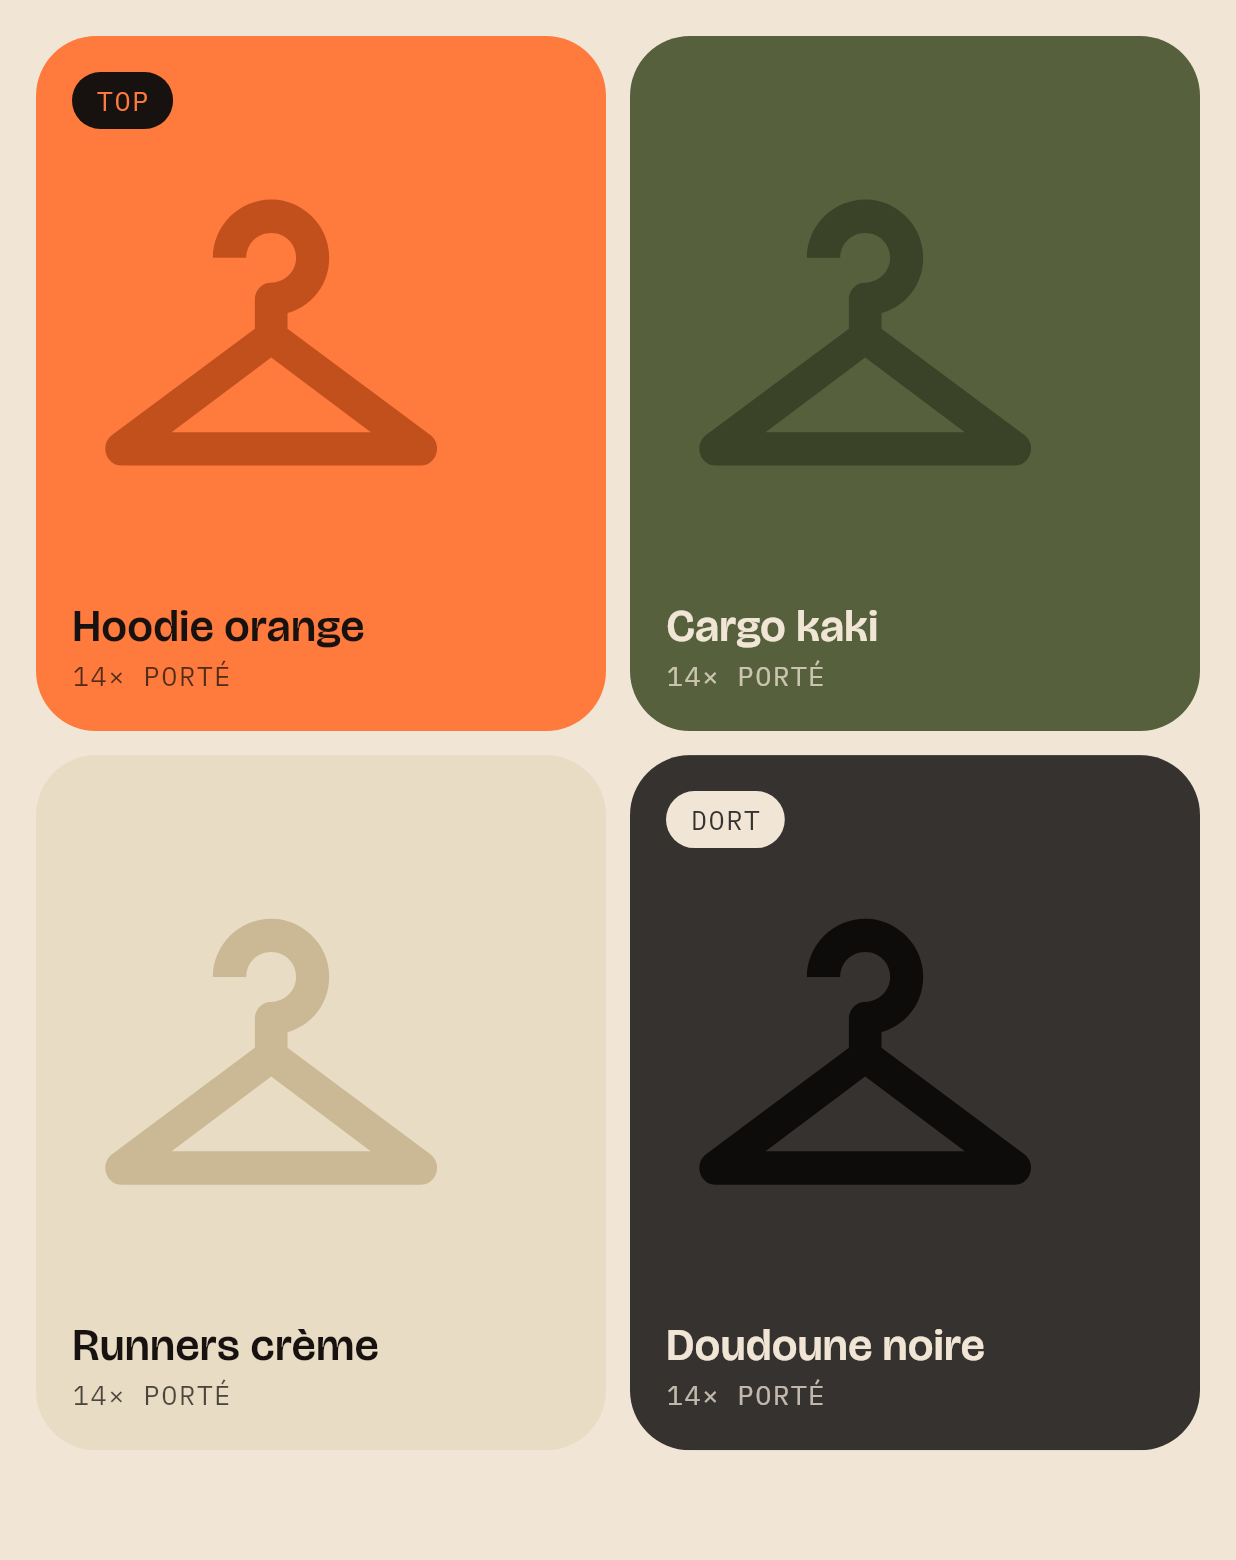 TOP
Hoodie orange
14× PORTÉ
Cargo kaki
14× PORTÉ
Runners crème
14× PORTÉ
DORT
Doudoune noire
14× PORTÉ